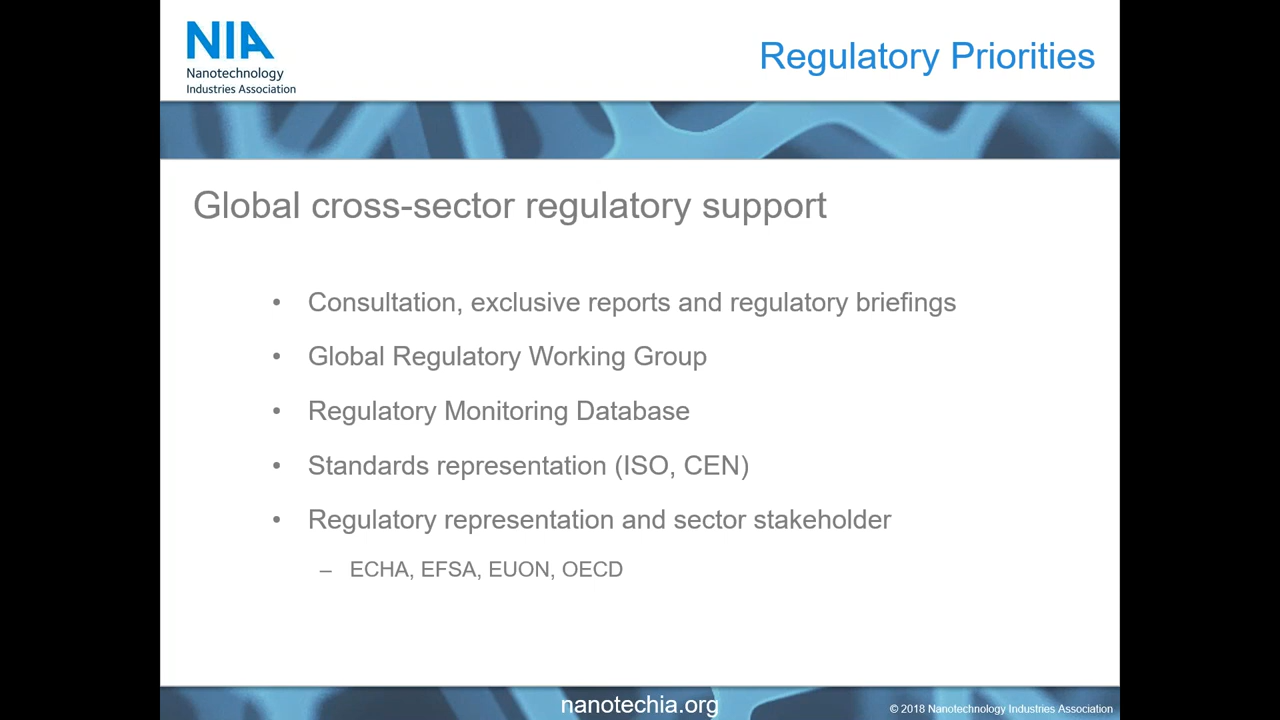 NIA
Nanotechnology
Industries Association
Regulatory Priorities
Global cross-sector regulatory support
• Consultation, exclusive reports and regulatory briefings
• Global Regulatory Working Group
• Regulatory Monitoring Database
• Standards representation (ISO, CEN)
• Regulatory representation and sector stakeholder
– ECHA, EFSA, EUON, OECD
nanotechia.org
© 2018 Nanotechnology Industries Association